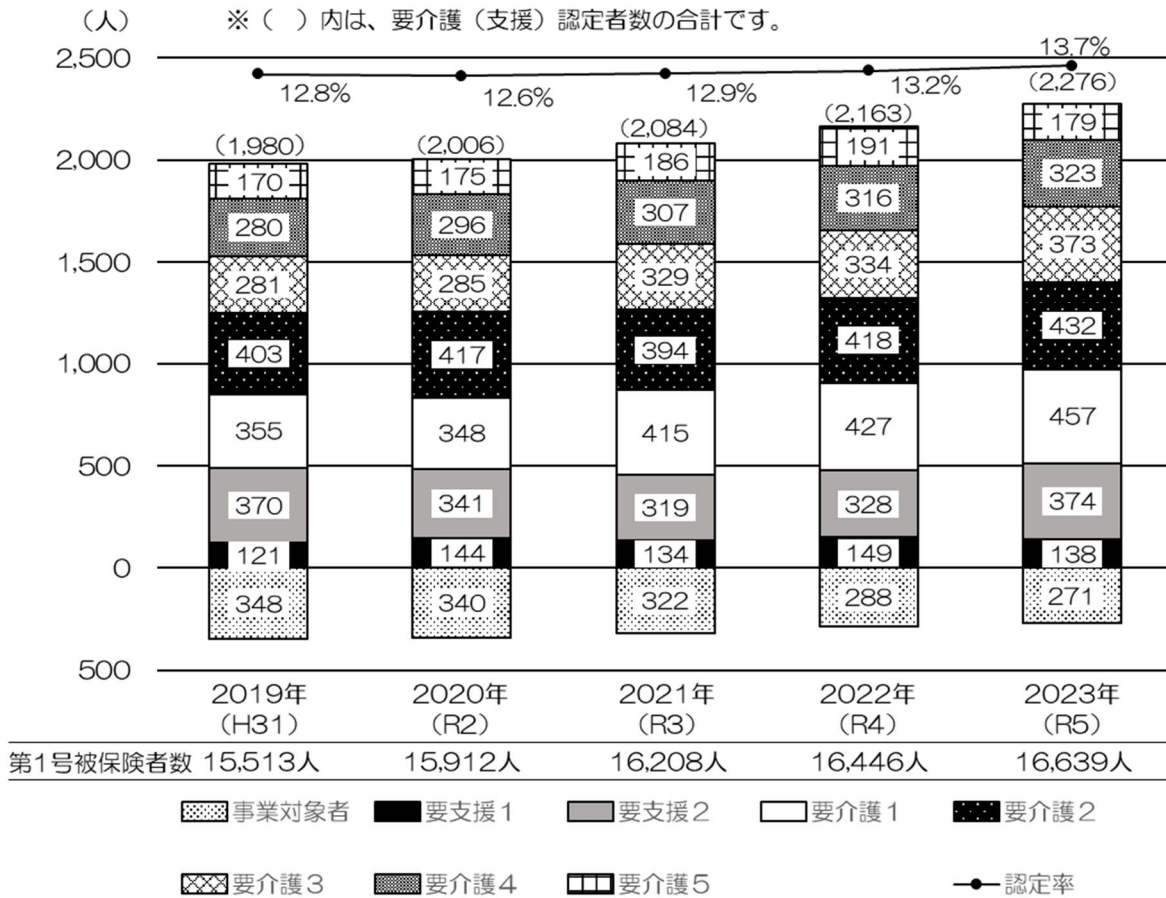 （人）　※（　）内は、要介護（支援）認定者数の合計です。
2,500
13.7%
12.8%　12.6%　12.9%　13.2%　(2,276)
(1,980)　(2,006)　(2,084)　(2,163)
2,000
170　175　186　191　179
280　296　307　316　323
1,500
281　285　329　334　373
403　417　394　418　432
1,000
355　348　415　427　457
500
370　341　319　328　374
121　144　134　149　138
0
348　340　322　288　271
500
2019年　2020年　2021年　2022年　2023年
（H31）　（R2）　（R3）　（R4）　（R5）
第1号被保険者数　15,513人　15,912人　16,208人　16,446人　16,639人
事業対象者　要支援１　要支援２　要介護１　要介護２
要介護３　要介護４　要介護５　認定率